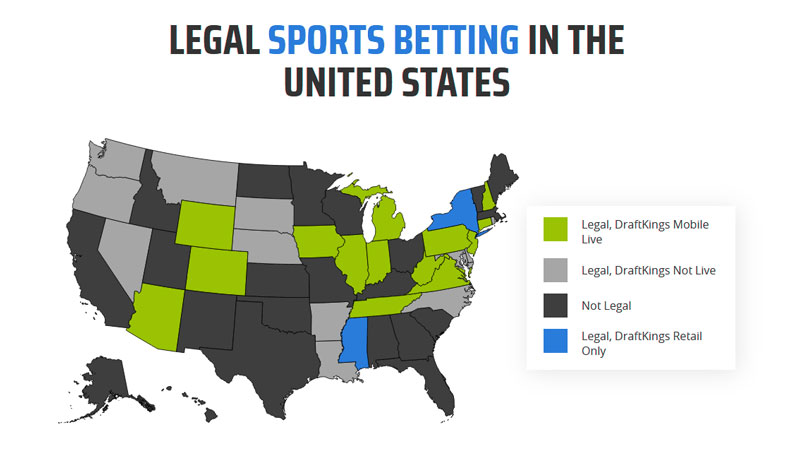 LEGAL SPORTS BETTING IN THE
UNITED STATES
Legal, DraftKings Mobile
Live
Legal, DraftKings Not Live
Not Legal
Legal, DraftKings Retail
Only